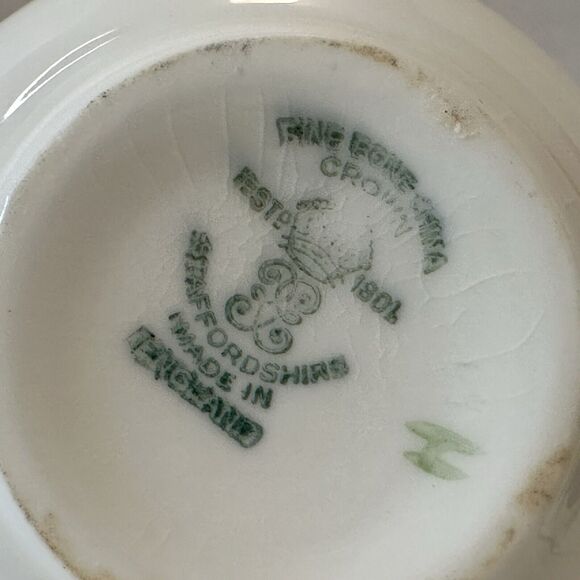 FINE BONE CHINA
CROWN
ESTD 1801
STAFFORDSHIRE
MADE IN
ENGLAND